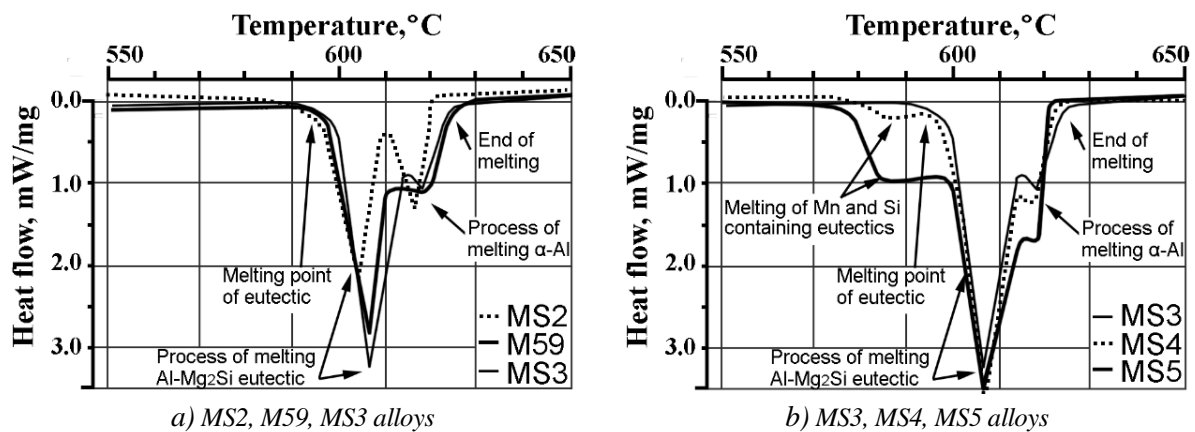 Temperature,°C
550 600 650
0.0
1.0
2.0
3.0
Heat flow, mW/mg
End of
melting
Process of
melting α-Al
Melting point
of eutectic
Process of melting
Al-Mg₂Si eutectic
MS2
M59
MS3
a) MS2, M59, MS3 alloys
Temperature,°C
550 600 650
0.0
1.0
2.0
3.0
Heat flow, mW/mg
End of
melting
Melting of Mn and Si
containing eutectics
Process of
melting α-Al
Melting point
of eutectic
Process of melting
Al-Mg₂Si eutectic
MS3
MS4
MS5
b) MS3, MS4, MS5 alloys